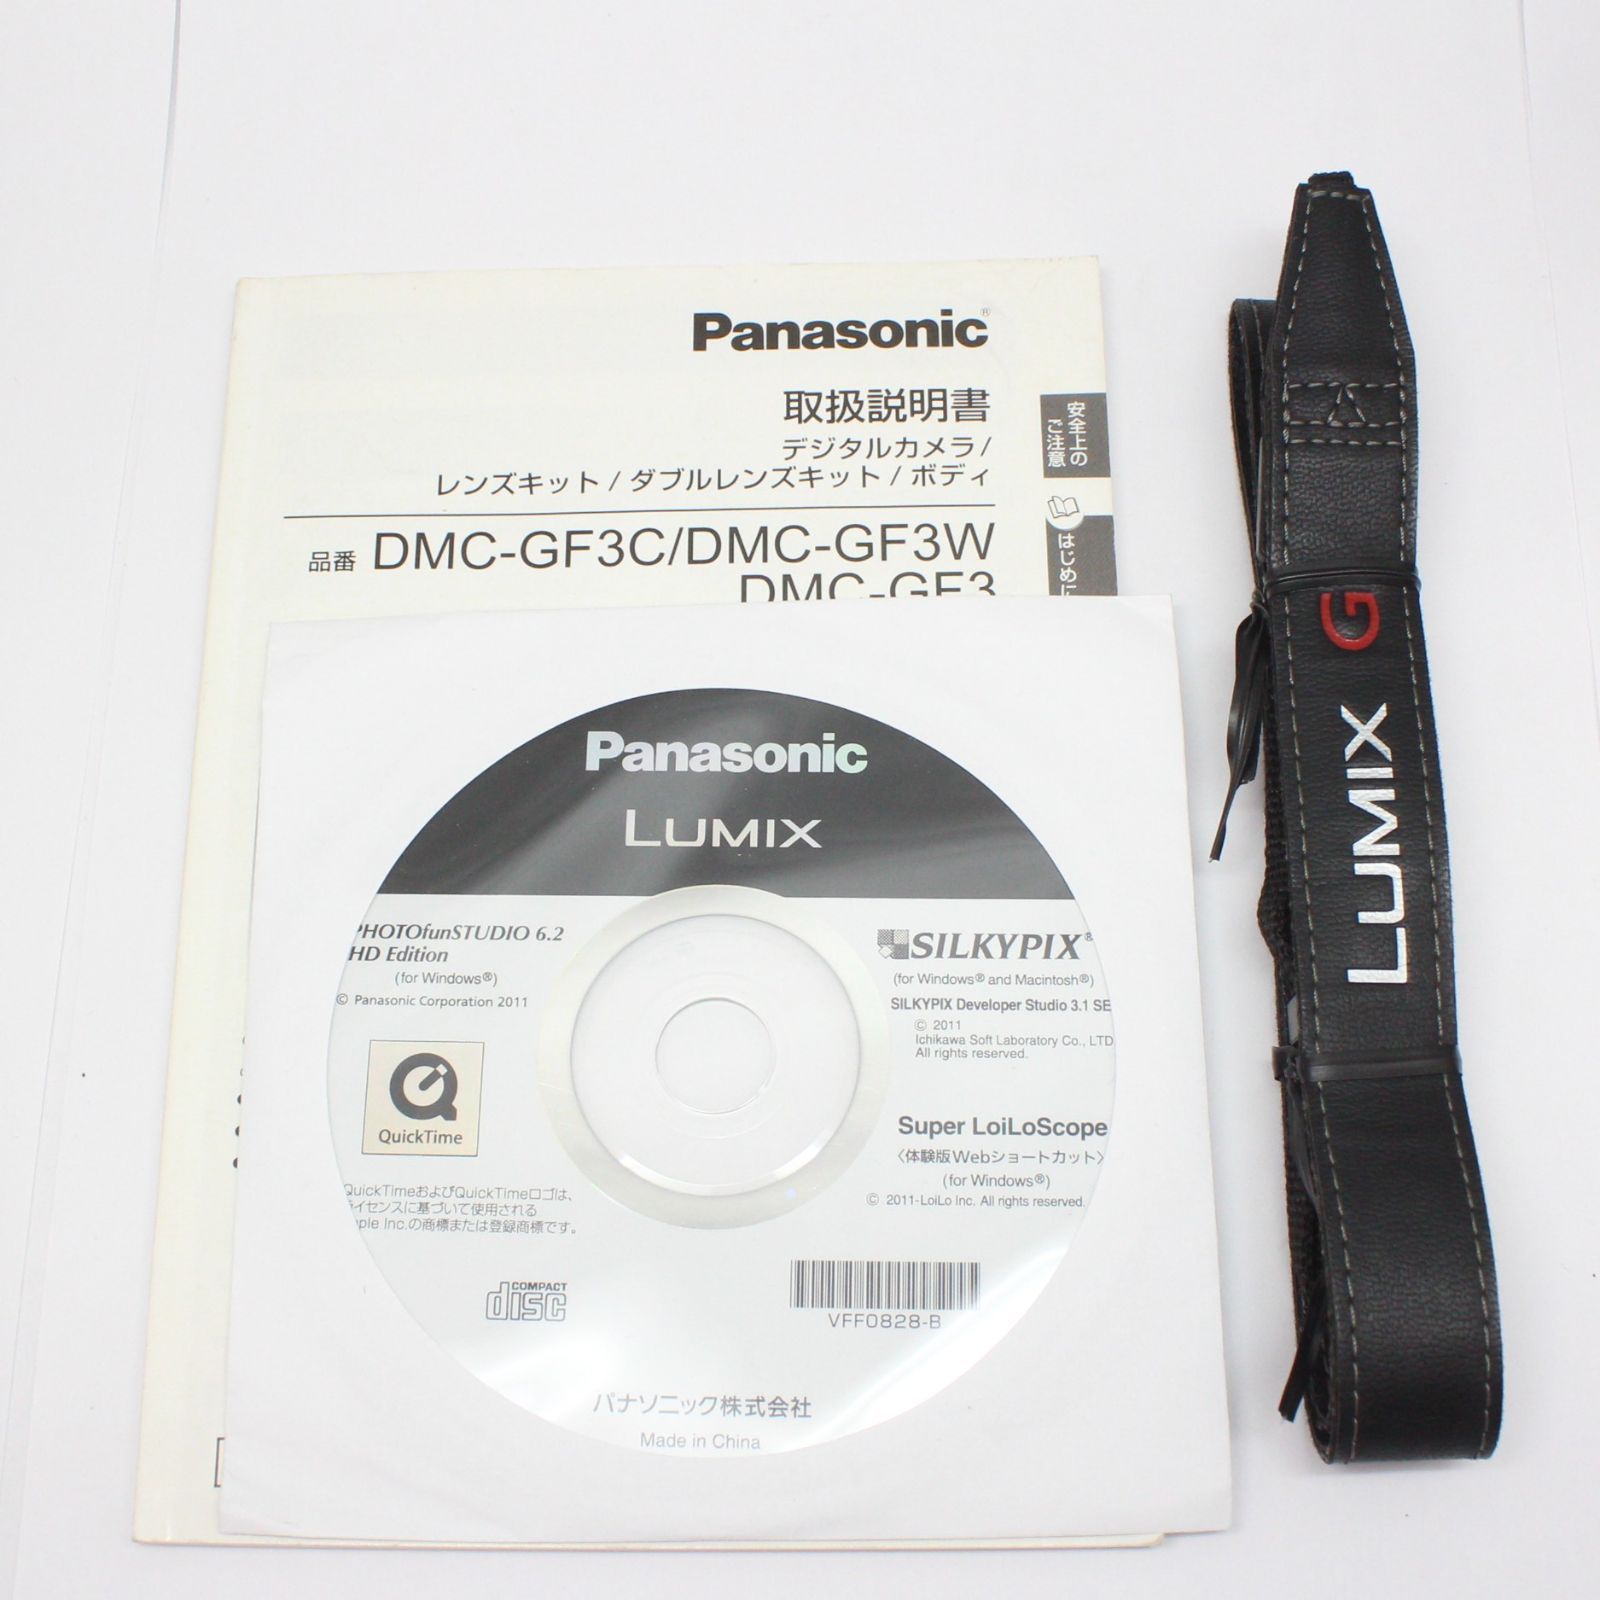 Panasonic®
取扱説明書
デジタルカメラ/
レンズキット / ダブルレンズキット / ボディ
品番 DMC-GF3C/DMC-GF3W
DMC-GF3
安全上の
ご注意
はじめに
Panasonic
LUMIX
PHOTOfunSTUDIO 6.2
HD Edition
(for Windows®)
© Panasonic Corporation 2011
QuickTime
QuickTimeおよびQuickTimeロゴは、
ライセンスに基づいて使用される
ple Inc.の商標または登録商標です。
COMPACT
disc
SILKYPIX®
(for Windows® and Macintosh®)
SILKYPIX Developer Studio 3.1 SE
© 2011
Ichikawa Soft Laboratory Co., LTD
All rights reserved.
Super LoiLoScope
〈体験版Webショートカット〉
(for Windows®)
© 2011-LoiLo Inc. All rights reserved.
VFF0828-B
パナソニック株式会社
Made in China
LUMIX G